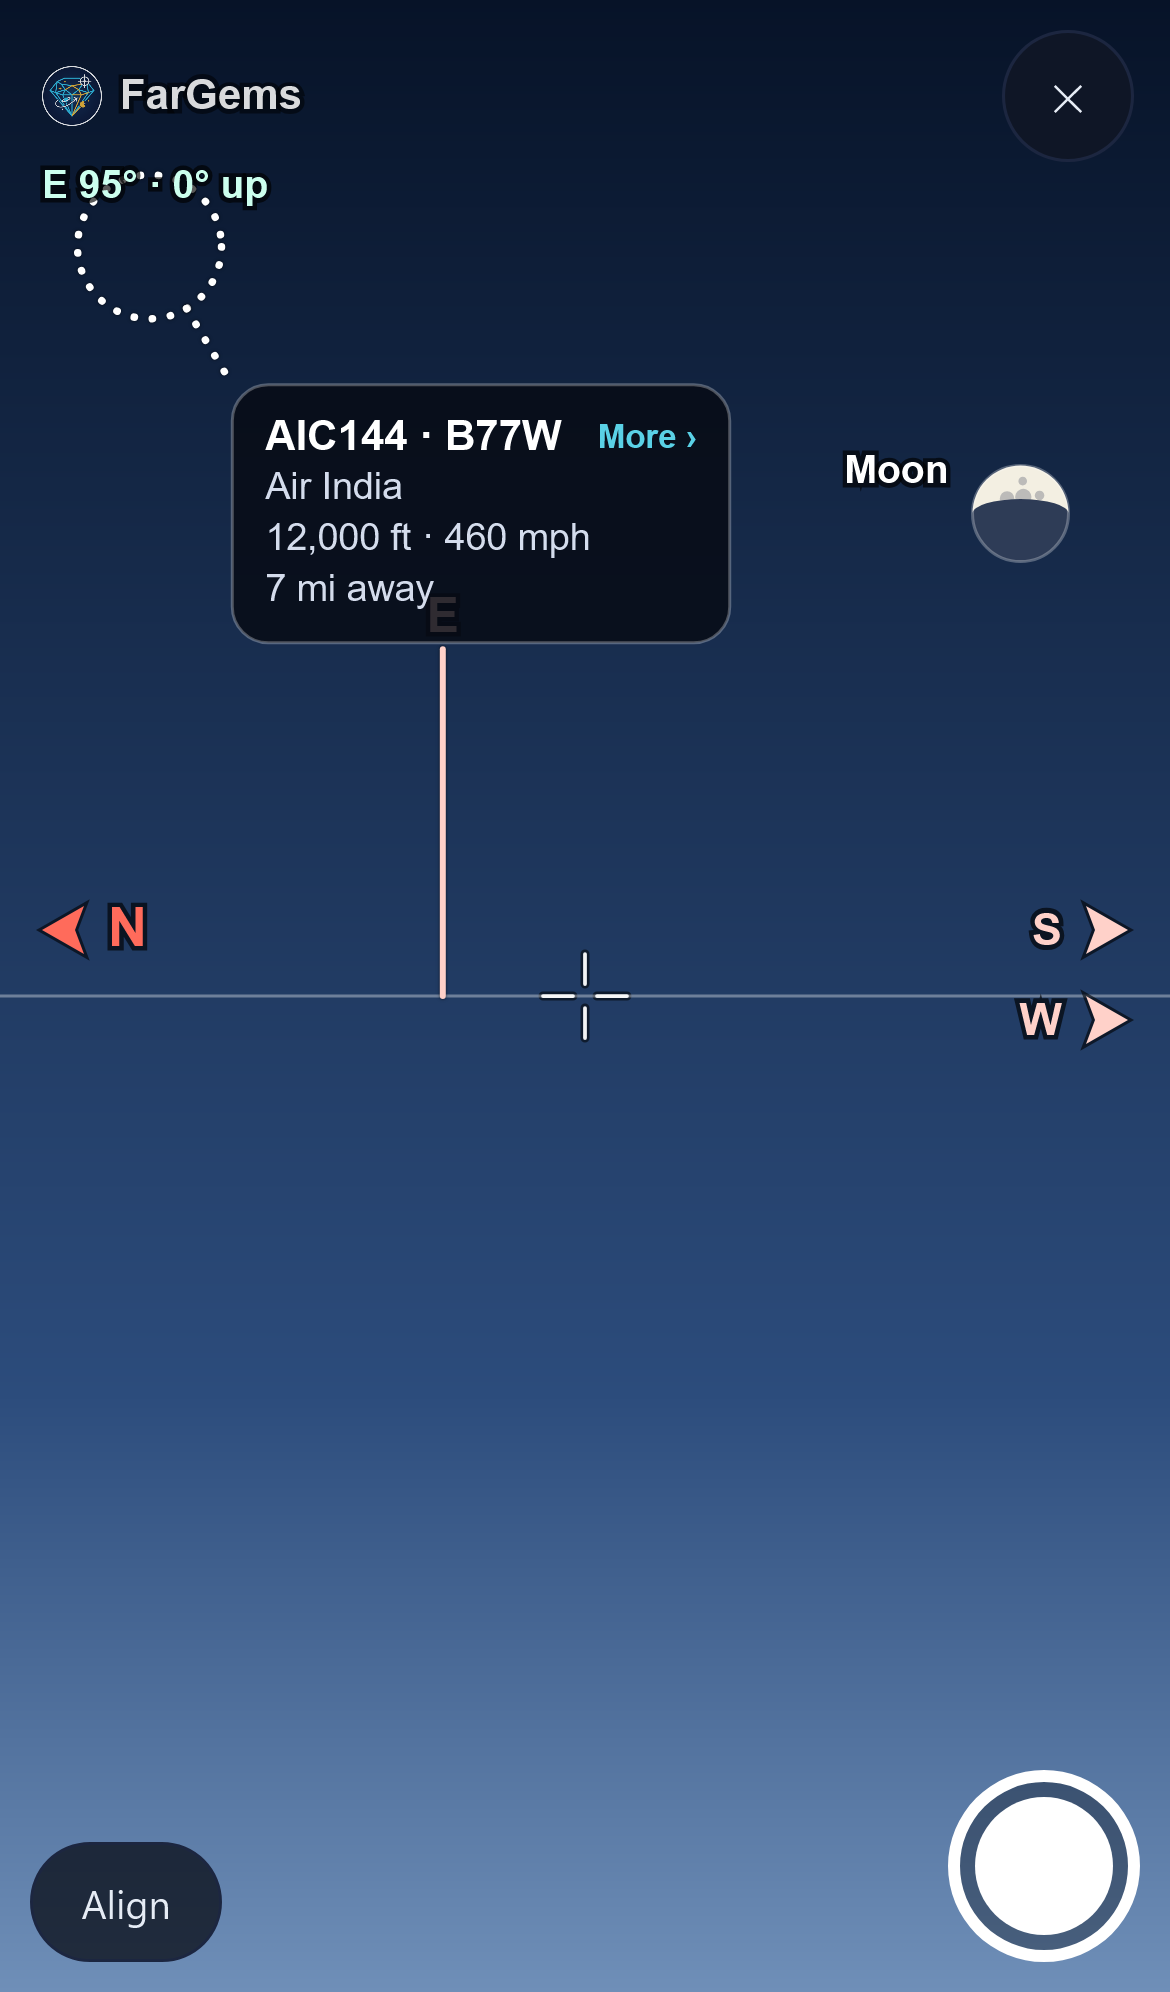 FarGems
E 95° · 0° up
AIC144 · B77W More ›
Air India
12,000 ft · 460 mph
7 mi away
E
Moon
N
S
W
Align